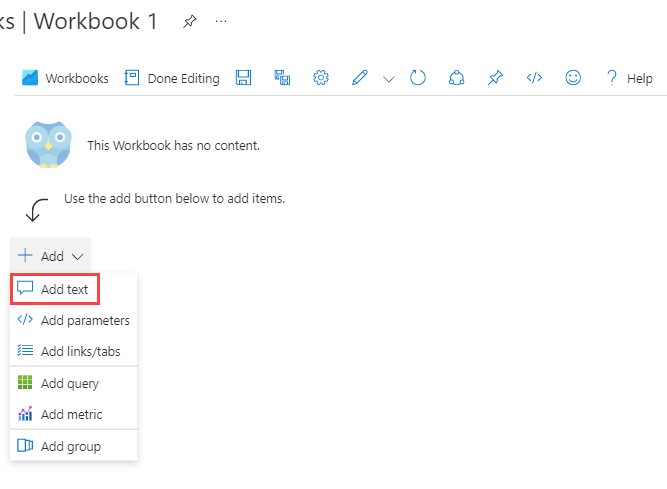 ks | Workbook 1
Workbooks Done Editing Help
This Workbook has no content.
Use the add button below to add items.
Add
Add text
Add parameters
Add links/tabs
Add query
Add metric
Add group